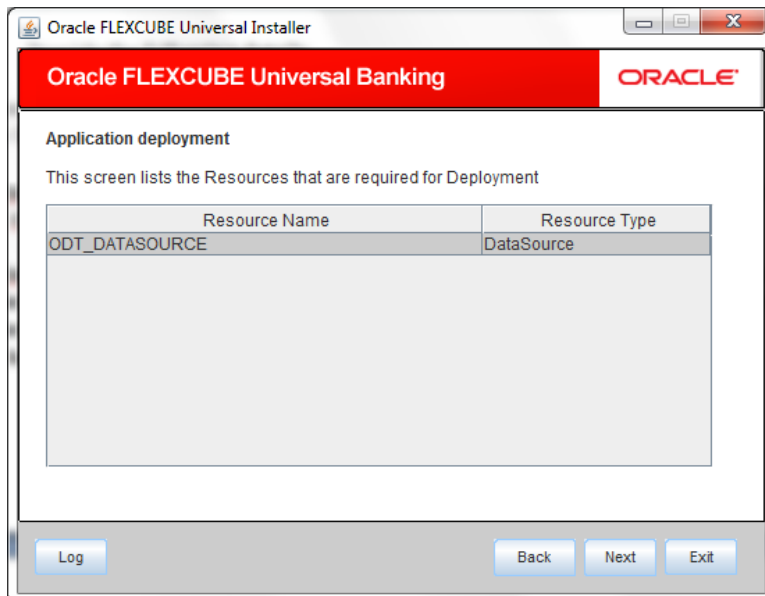 Oracle FLEXCUBE Universal Installer
Oracle FLEXCUBE Universal Banking ORACLE
Application deployment
This screen lists the Resources that are required for Deployment
Resource Name Resource Type
ODT_DATASOURCE DataSource
Log Back Next Exit